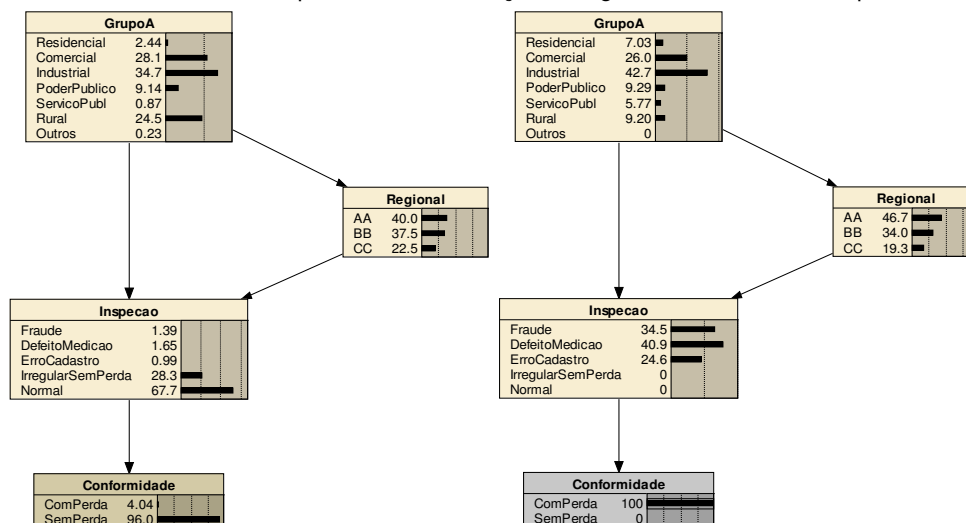 GrupoA
Residencial 2.44
Comercial 28.1
Industrial 34.7
PoderPublico 9.14
ServicoPubl 0.87
Rural 24.5
Outros 0.23
Regional
AA 40.0
BB 37.5
CC 22.5
Inspecao
Fraude 1.39
DefeitoMedicao 1.65
ErroCadastro 0.99
IrregularSemPerda 28.3
Normal 67.7
Conformidade
ComPerda 4.04
SemPerda 96.0
GrupoA
Residencial 7.03
Comercial 26.0
Industrial 42.7
PoderPublico 9.29
ServicoPubl 5.77
Rural 9.20
Outros 0
Regional
AA 46.7
BB 34.0
CC 19.3
Inspecao
Fraude 34.5
DefeitoMedicao 40.9
ErroCadastro 24.6
IrregularSemPerda 0
Normal 0
Conformidade
ComPerda 100
SemPerda 0